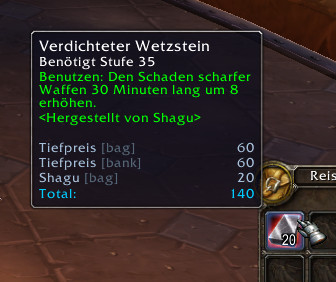 Verdichteter Wetzstein
Benötigt Stufe 35
Benutzen: Den Schaden scharfer
Waffen 30 Minuten lang um 8
erhöhen.
<Hergestellt von Shagu>
Tiefpreis [bag] 60
Tiefpreis [bank] 60
Shagu [bag] 20
Total: 140
Reis
20